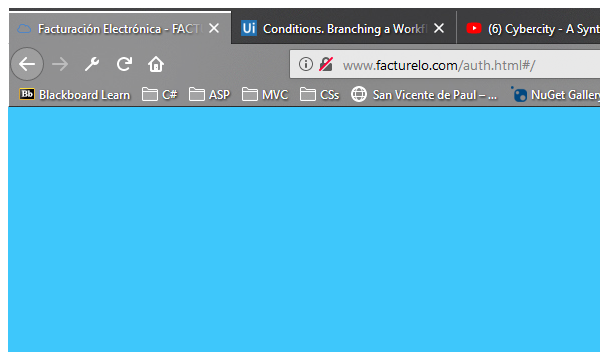 Facturación Electrónica - FACT
Ui Conditions. Branching a Workf
(6) Cybercity - A Synt
www.facturelo.com/auth.html#/
Bb Blackboard Learn C# ASP MVC CSs San Vicente de Paul – ... NuGet Gallery